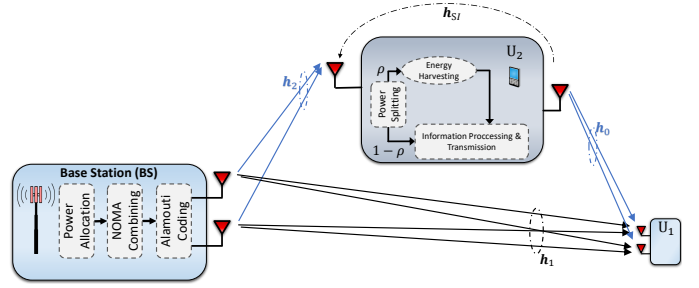 h_SI
U_2
ρ
Energy
Harvesting
h_2
Power
Splitting
h_0
Information Proccessing &
Transmission
1 − ρ
Base Station (BS)
Power
Allocation
NOMA
Combining
Alamouti
Coding
U_1
h_1